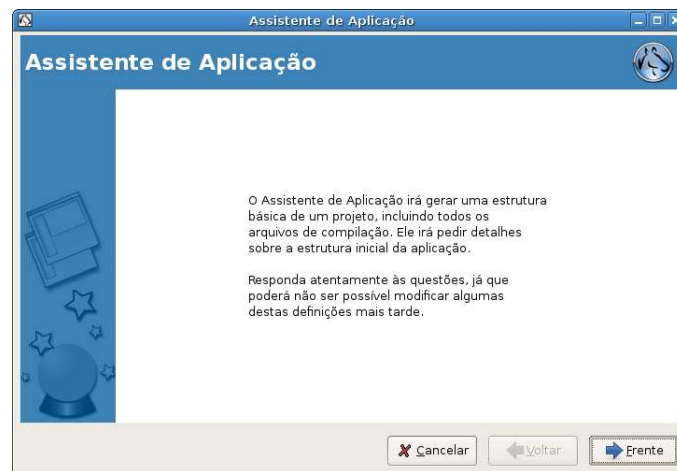 Assistente de Aplicação
Assistente de Aplicação
O Assistente de Aplicação irá gerar uma estrutura
básica de um projeto, incluindo todos os
arquivos de compilação. Ele irá pedir detalhes
sobre a estrutura inicial da aplicação.
Responda atentamente às questões, já que
poderá não ser possível modificar algumas
destas definições mais tarde.
Cancelar Voltar Frente